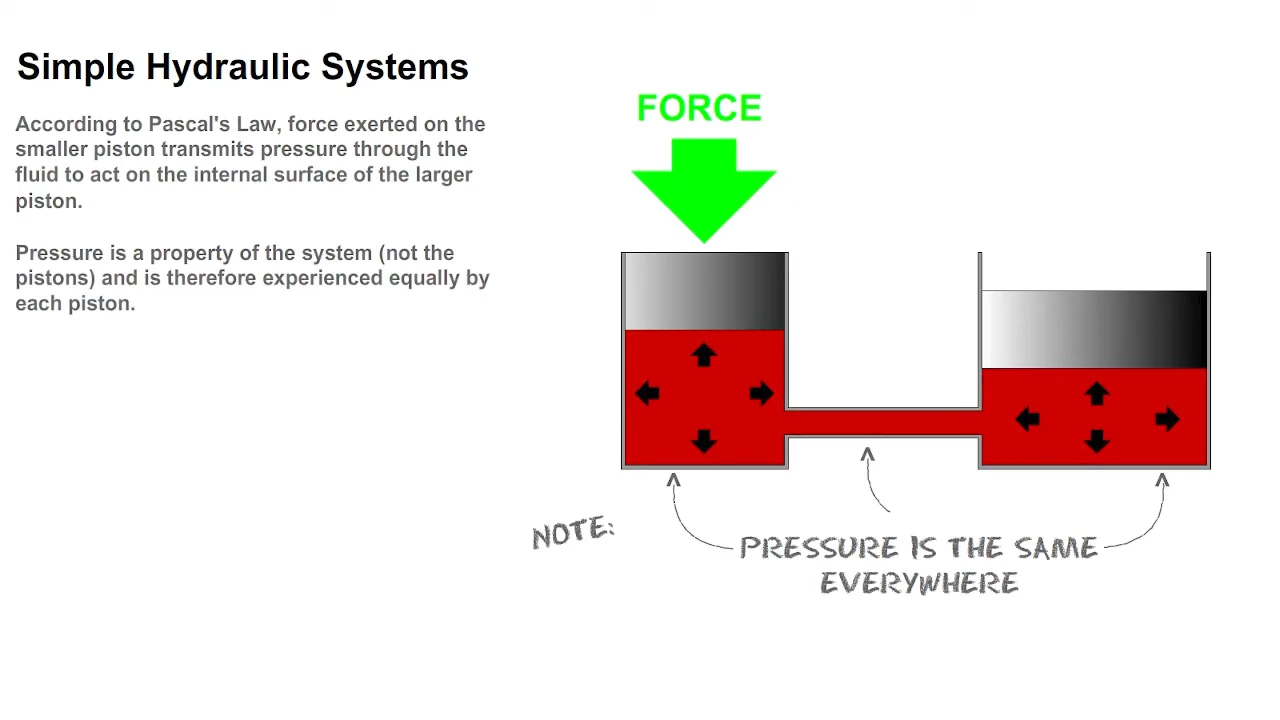 Simple Hydraulic Systems
According to Pascal's Law, force exerted on the
smaller piston transmits pressure through the
fluid to act on the internal surface of the larger
piston.
Pressure is a property of the system (not the
pistons) and is therefore experienced equally by
each piston.
FORCE
NOTE:
PRESSURE IS THE SAME
EVERYWHERE